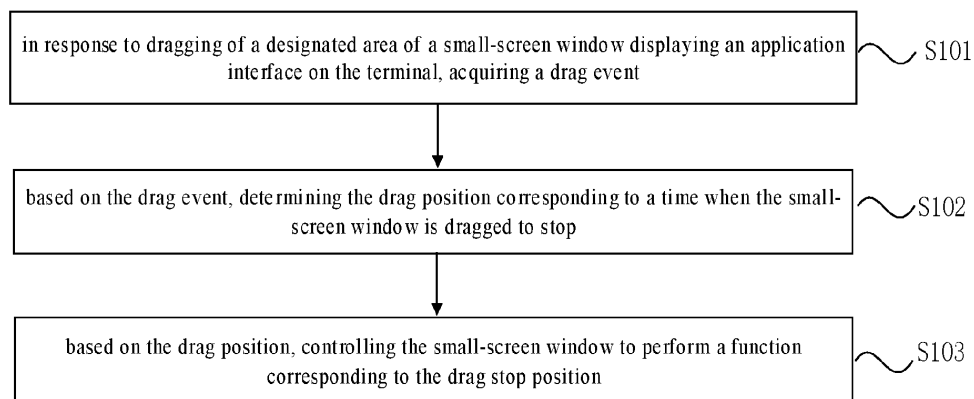 in response to dragging of a designated area of a small-screen window displaying an application
interface on the terminal, acquiring a drag event
S101
based on the drag event, determining the drag position corresponding to a time when the small-
screen window is dragged to stop
S102
based on the drag position, controlling the small-screen window to perform a function
corresponding to the drag stop position
S103